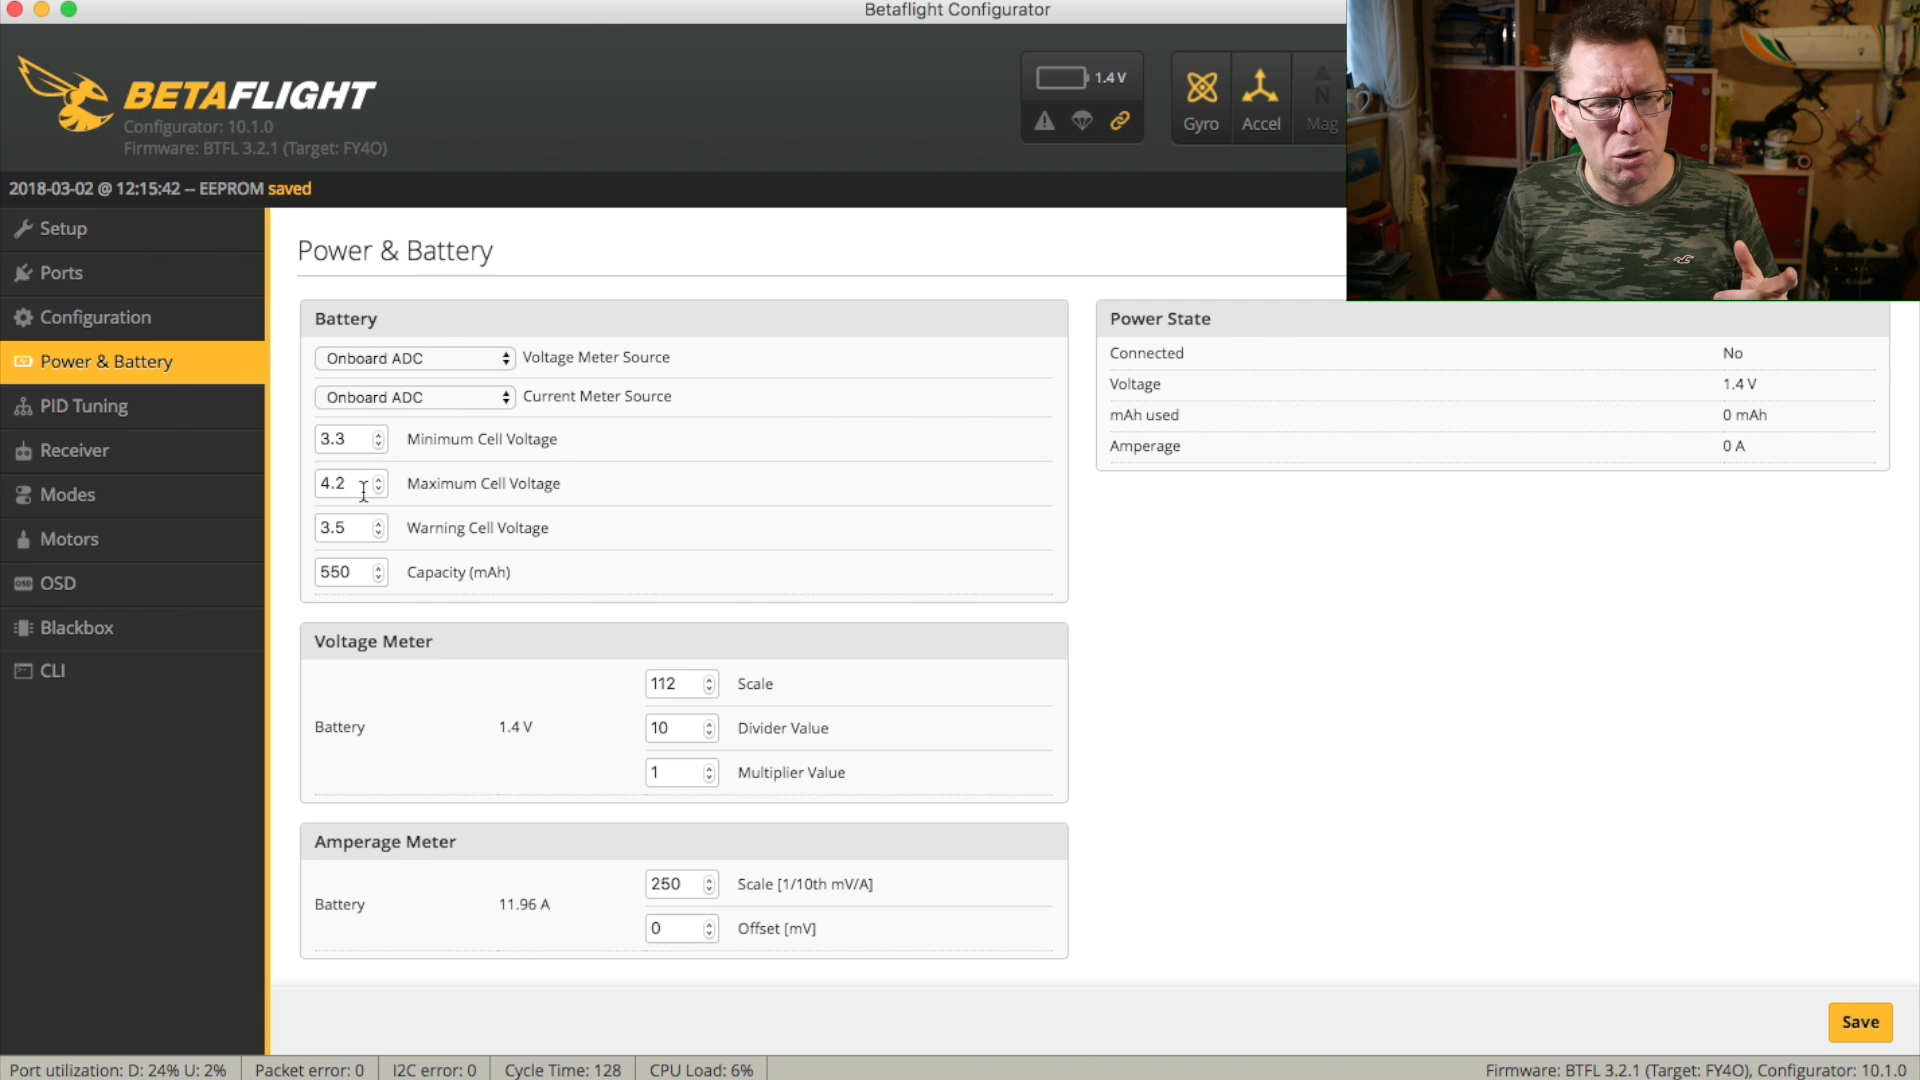 Betaflight Configurator
BETAFLIGHT
Configurator: 10.1.0
Firmware: BTFL 3.2.1 (Target: FY4O)
1.4 V
Gyro
Accel
Mag
N
2018-03-02 @ 12:15:42 -- EEPROM saved
Setup
Ports
Configuration
Power & Battery
PID Tuning
Receiver
Modes
Motors
OSD OSD
Blackbox
CLI
Power & Battery
Battery
Onboard ADC Voltage Meter Source
Onboard ADC Current Meter Source
3.3 Minimum Cell Voltage
4.2 Maximum Cell Voltage
3.5 Warning Cell Voltage
550 Capacity (mAh)
Voltage Meter
Battery 1.4 V
112 Scale
10 Divider Value
1 Multiplier Value
Amperage Meter
Battery 11.96 A
250 Scale [1/10th mV/A]
0 Offset [mV]
Power State
Connected No
Voltage 1.4 V
mAh used 0 mAh
Amperage 0 A
Save
Port utilization: D: 24% U: 2% Packet error: 0 I2C error: 0 Cycle Time: 128 CPU Load: 6% Firmware: BTFL 3.2.1 (Target: FY4O), Configurator: 10.1.0